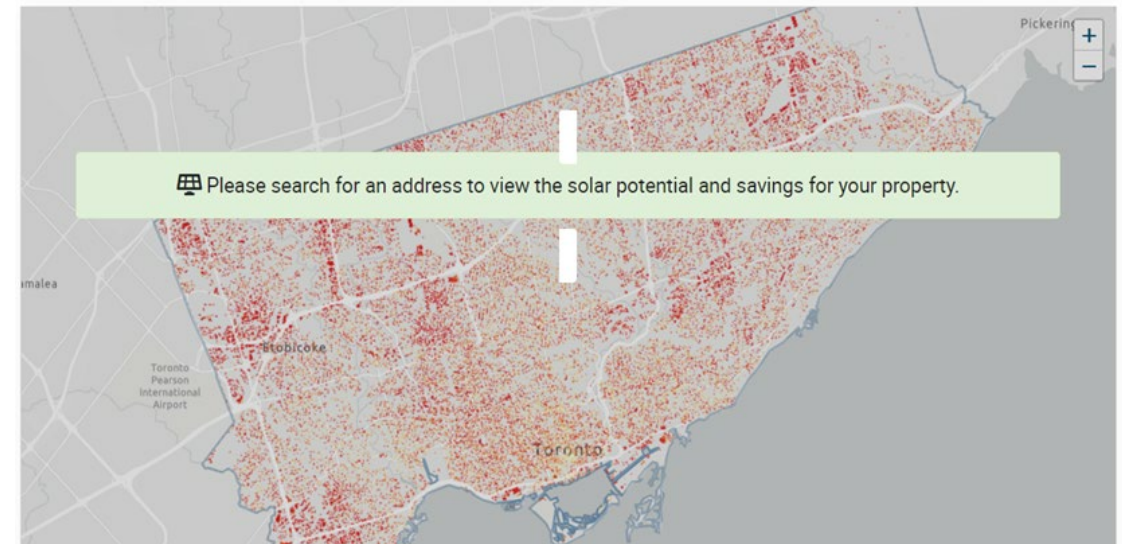 Pickering
+
−
Please search for an address to view the solar potential and savings for your property.
amalea
Etobicoke
Toronto
Pearson
International
Airport
Toronto